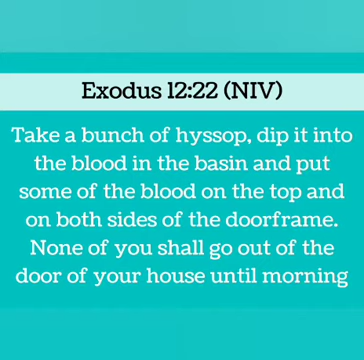 Exodus 12:22 (NIV)
Take a bunch of hyssop, dip it into
the blood in the basin and put
some of the blood on the top and
on both sides of the doorframe.
None of you shall go out of the
door of your house until morning